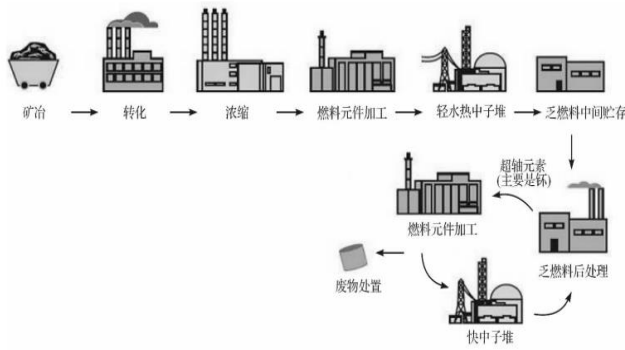 矿冶
转化
浓缩
燃料元件加工
轻水热中子堆
乏燃料中间贮存
超轴元素
(主要是钚)
燃料元件加工
乏燃料后处理
废物处置
快中子堆